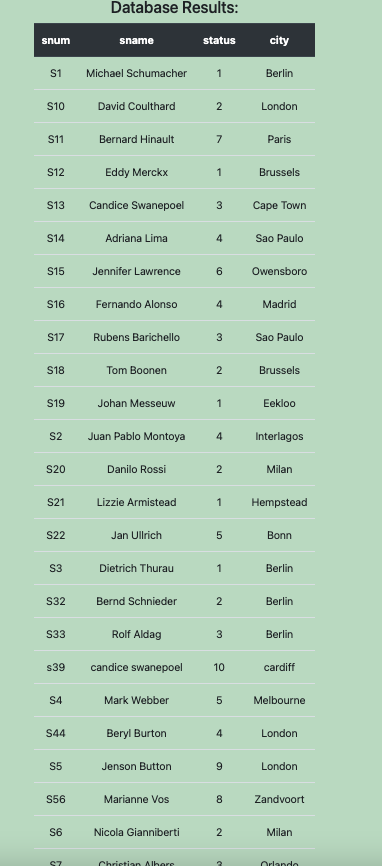 Database Results:
snum sname status city
S1 Michael Schumacher 1 Berlin
S10 David Coulthard 2 London
S11 Bernard Hinault 7 Paris
S12 Eddy Merckx 1 Brussels
S13 Candice Swanepoel 3 Cape Town
S14 Adriana Lima 4 Sao Paulo
S15 Jennifer Lawrence 6 Owensboro
S16 Fernando Alonso 4 Madrid
S17 Rubens Barichello 3 Sao Paulo
S18 Tom Boonen 2 Brussels
S19 Johan Messeuw 1 Eekloo
S2 Juan Pablo Montoya 4 Interlagos
S20 Danilo Rossi 2 Milan
S21 Lizzie Armistead 1 Hempstead
S22 Jan Ullrich 5 Bonn
S3 Dietrich Thurau 1 Berlin
S32 Bernd Schnieder 2 Berlin
S33 Rolf Aldag 3 Berlin
s39 candice swanepoel 10 cardiff
S4 Mark Webber 5 Melbourne
S44 Beryl Burton 4 London
S5 Jenson Button 9 London
S56 Marianne Vos 8 Zandvoort
S6 Nicola Gianniberti 2 Milan
S7 Christian Albers 3 Orlando